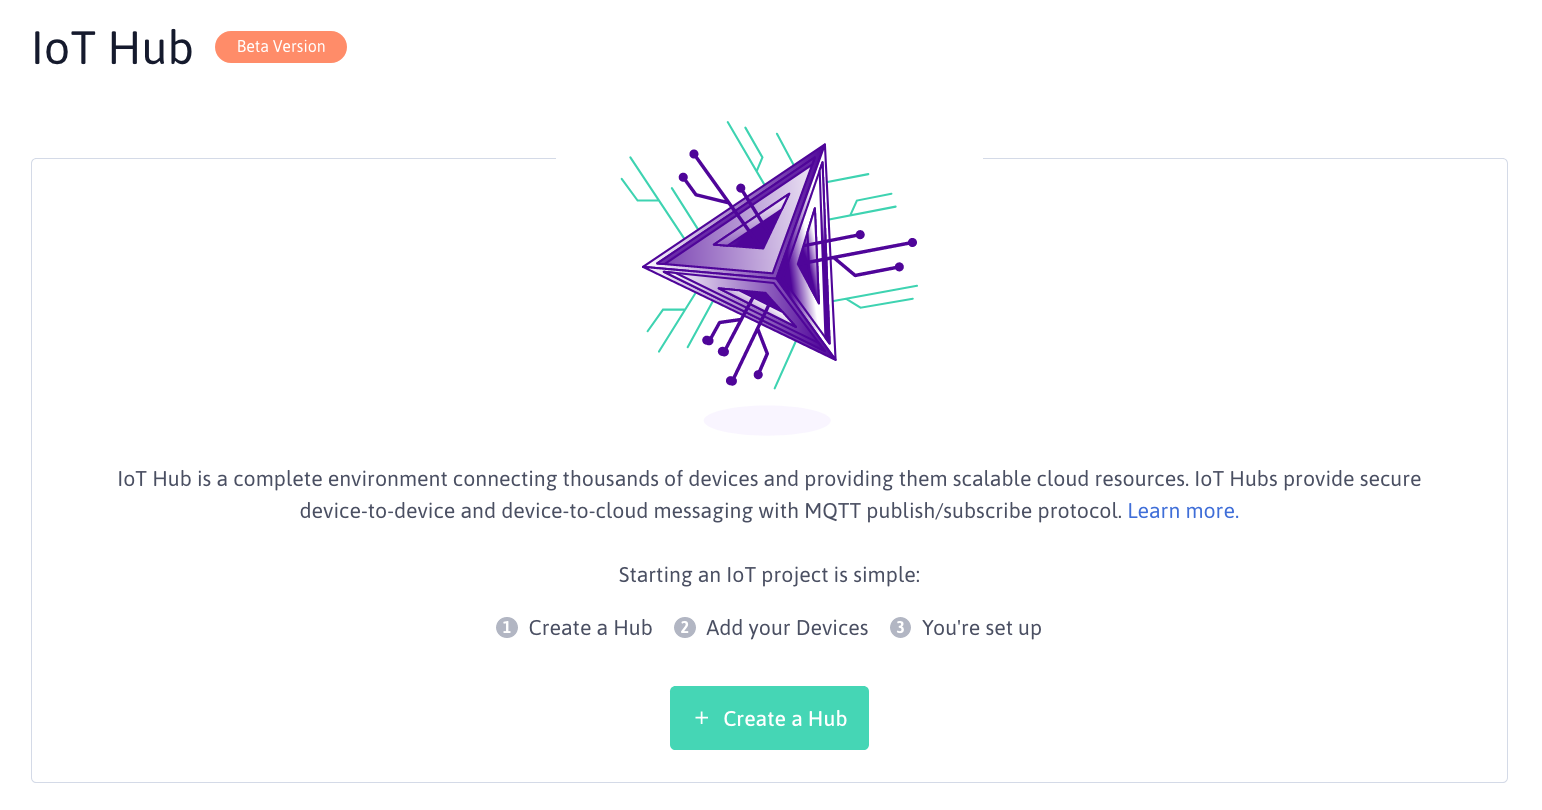 IoT Hub Beta Version
IoT Hub is a complete environment connecting thousands of devices and providing them scalable cloud resources. IoT Hubs provide secure
device-to-device and device-to-cloud messaging with MQTT publish/subscribe protocol. Learn more.
Starting an IoT project is simple:
1 Create a Hub 2 Add your Devices 3 You're set up
+ Create a Hub